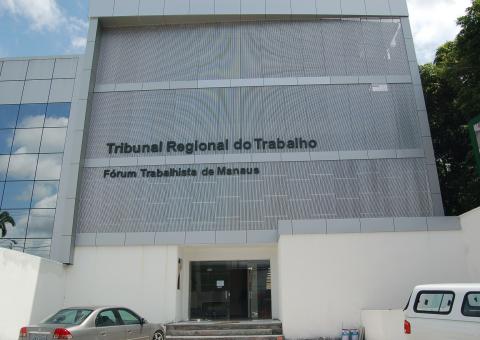 Tribunal Regional do Trabalho
Fórum Trabalhista de Manaus